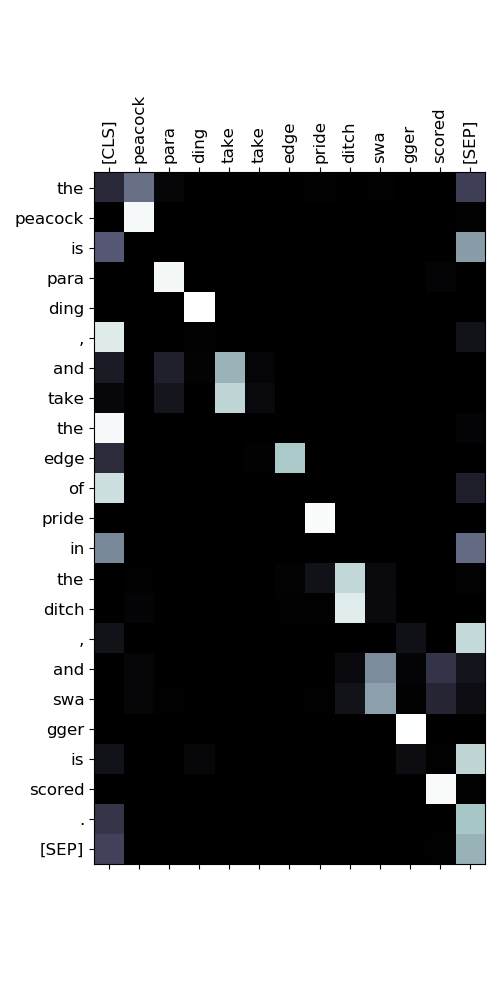 [CLS] peacock para ding take take edge pride ditch swa gger scored [SEP]
the
peacock
is
para
ding
,
and
take
the
edge
of
pride
in
the
ditch
,
and
swa
gger
is
scored
.
[SEP]